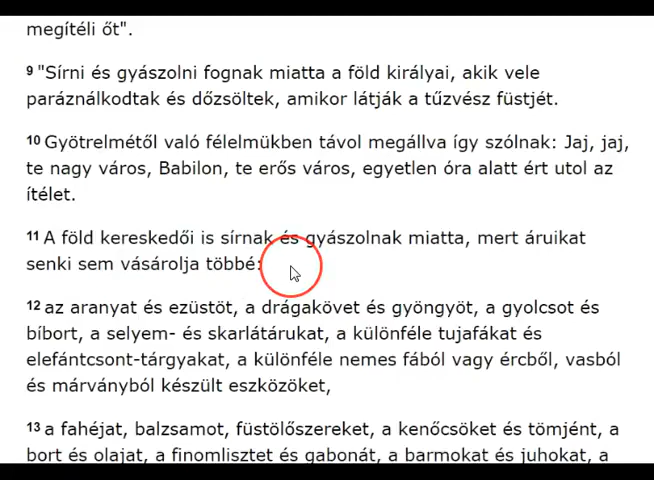 megítéli őt".
9 "Sírni és gyászolni fognak miatta a föld királyai, akik vele
paráználkodtak és dőzsöltek, amikor látják a tűzvész füstjét.
10 Gyötrelmétől való félelmükben távol megállva így szólnak: Jaj, jaj,
te nagy város, Babilon, te erős város, egyetlen óra alatt ért utol az
ítélet.
11 A föld kereskedői is sírnak és gyászolnak miatta, mert áruikat
senki sem vásárolja többé:
12 az aranyat és ezüstöt, a drágakövet és gyöngyöt, a gyolcsot és
bíbort, a selyem- és skarlátárukat, a különféle tujafákat és
elefántcsont-tárgyakat, a különféle nemes fából vagy ércből, vasból
és márványból készült eszközöket,
13 a fahéjat, balzsamot, füstölőszereket, a kenőcsöket és tömjént, a
bort és olajat, a finomlisztet és gabonát, a barmokat és juhokat, a